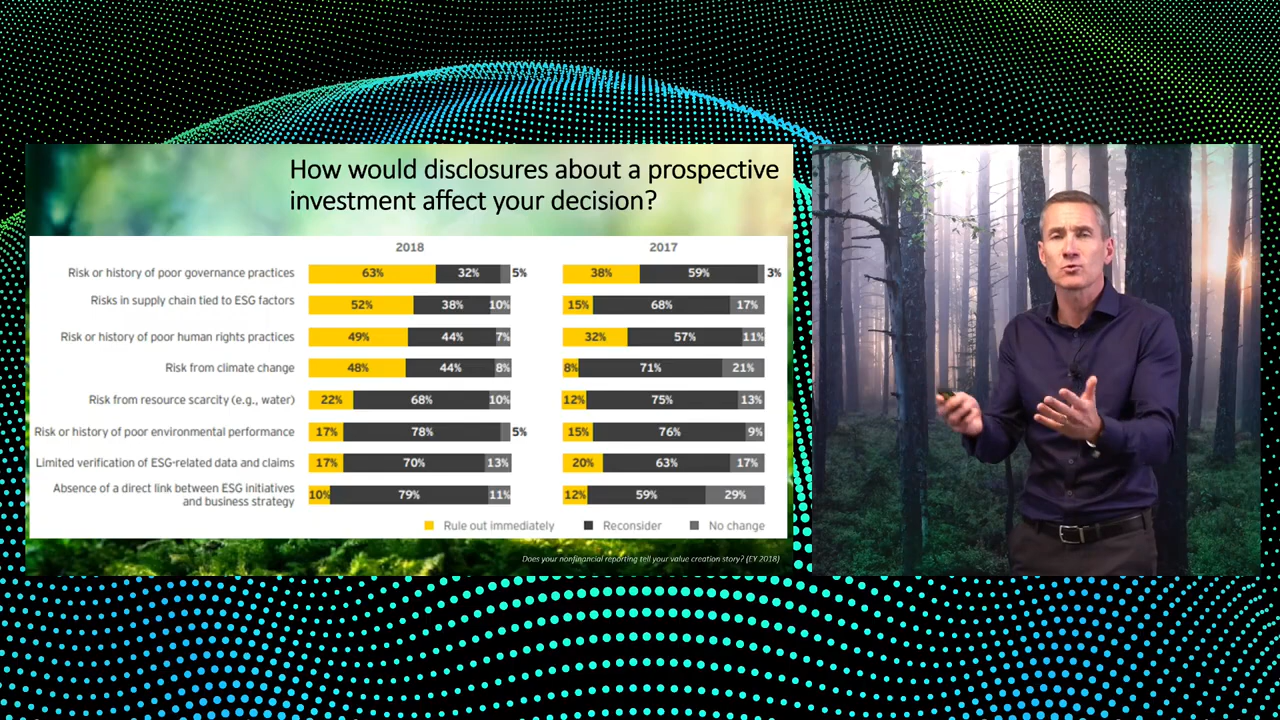 How would disclosures about a prospective
investment affect your decision?
2018 2017
Risk or history of poor governance practices 63% 32% 5% 38% 59% 3%
Risks in supply chain tied to ESG factors 52% 38% 10% 15% 68% 17%
Risk or history of poor human rights practices 49% 44% 7% 32% 57% 11%
Risk from climate change 48% 44% 8% 8% 71% 21%
Risk from resource scarcity (e.g., water) 22% 68% 10% 12% 75% 13%
Risk or history of poor environmental performance 17% 78% 5% 15% 76% 9%
Limited verification of ESG-related data and claims 17% 70% 13% 20% 63% 17%
Absence of a direct link between ESG initiatives
and business strategy 10% 79% 11% 12% 59% 29%
Rule out immediately Reconsider No change
Does your nonfinancial reporting tell your value creation story? (EY 2018)